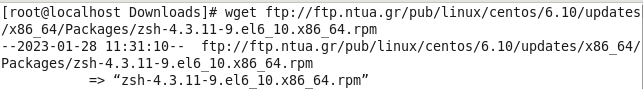 [root@localhost Downloads]# wget ftp://ftp.ntua.gr/pub/linux/centos/6.10/updates
/x86_64/Packages/zsh-4.3.11-9.el6_10.x86_64.rpm
--2023-01-28 11:31:10--  ftp://ftp.ntua.gr/pub/linux/centos/6.10/updates/x86_64/
Packages/zsh-4.3.11-9.el6_10.x86_64.rpm
           => “zsh-4.3.11-9.el6_10.x86_64.rpm”